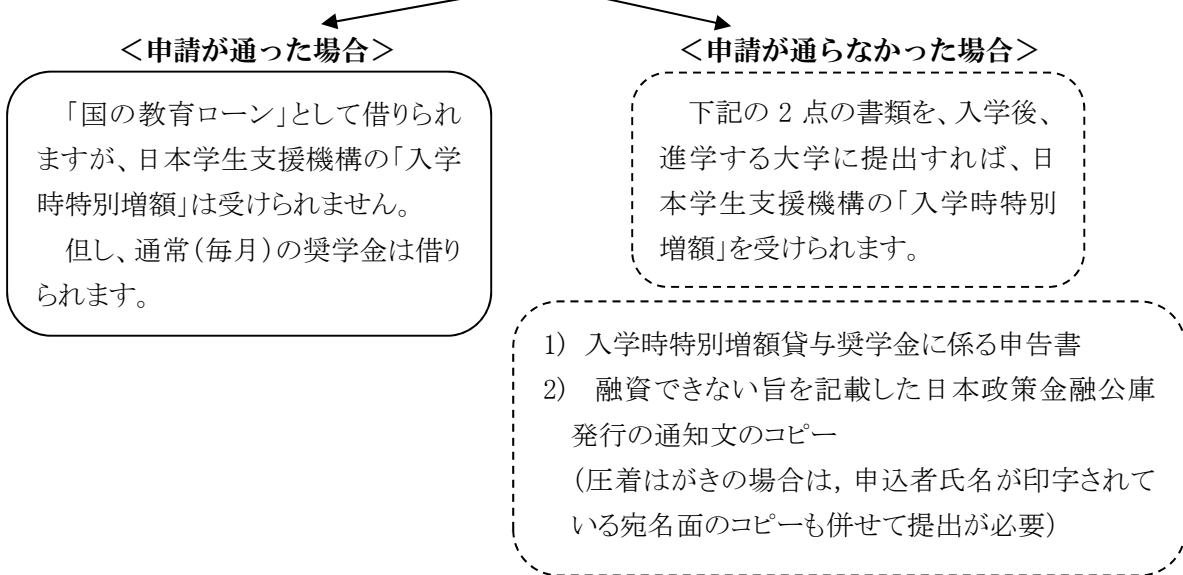 ＜申請が通った場合＞
「国の教育ローン」として借りられ
ますが、日本学生支援機構の「入学
時特別増額」は受けられません。
但し、通常（毎月）の奨学金は借り
られます。
＜申請が通らなかった場合＞
下記の 2 点の書類を、入学後、
進学する大学に提出すれば、日
本学生支援機構の「入学時特別
増額」を受けられます。
1) 入学時特別増額貸与奨学金に係る申告書
2) 融資できない旨を記載した日本政策金融公庫
発行の通知文のコピー
（圧着はがきの場合は, 申込者氏名が印字されて
いる宛名面のコピーも併せて提出が必要）